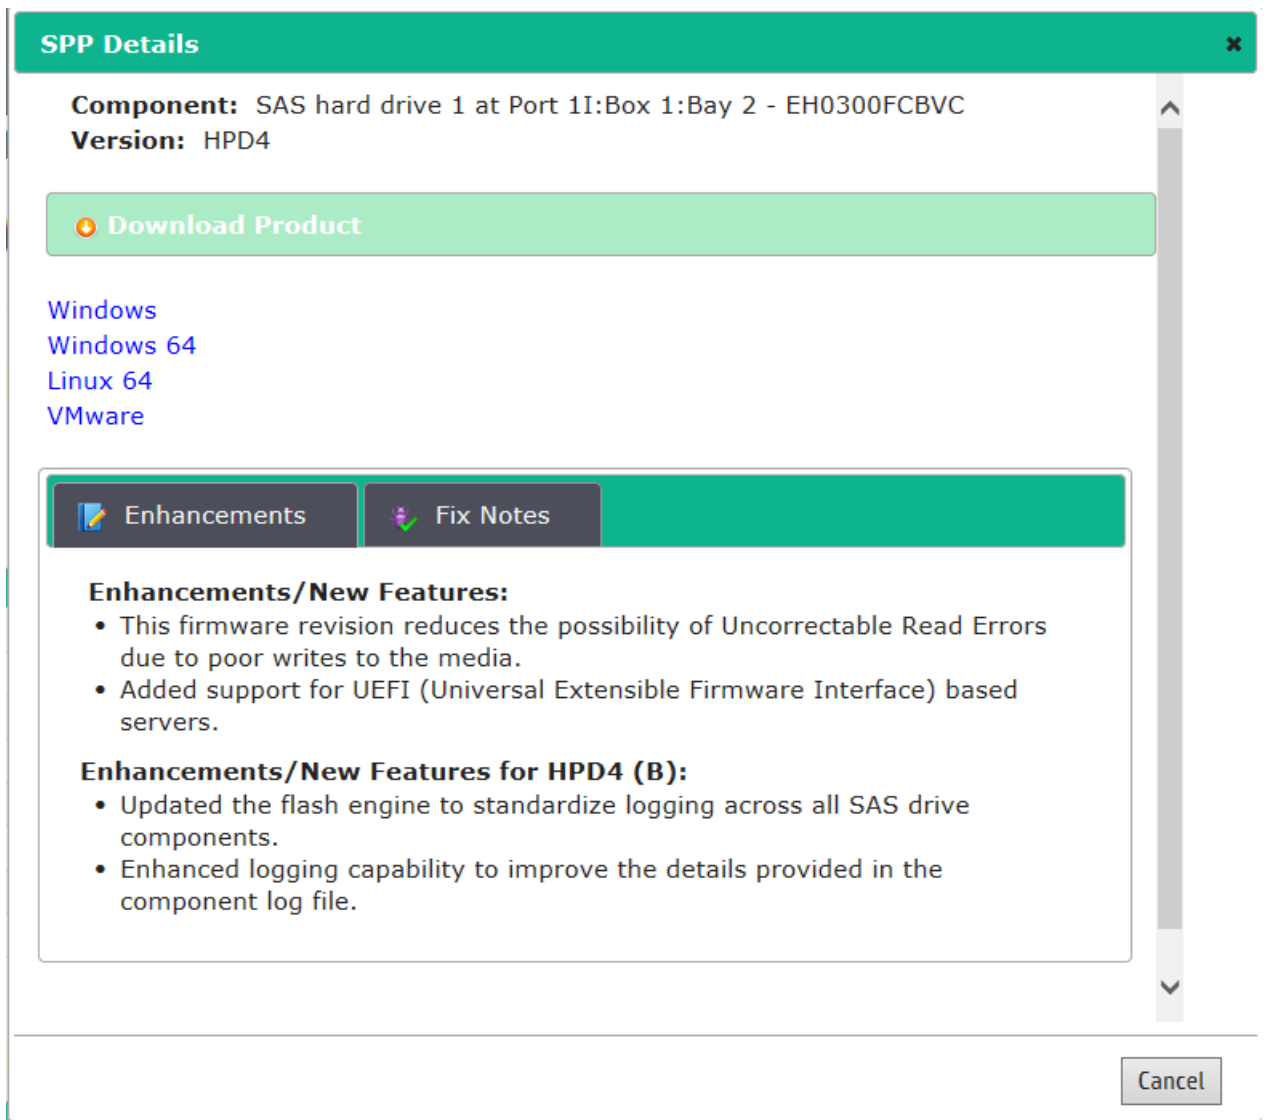 SPP Details
Component: SAS hard drive 1 at Port 1I:Box 1:Bay 2 - EH0300FCBVC
Version: HPD4
Download Product
Windows
Windows 64
Linux 64
VMware
Enhancements
Fix Notes
Enhancements/New Features:
• This firmware revision reduces the possibility of Uncorrectable Read Errors
due to poor writes to the media.
• Added support for UEFI (Universal Extensible Firmware Interface) based
servers.
Enhancements/New Features for HPD4 (B):
• Updated the flash engine to standardize logging across all SAS drive
components.
• Enhanced logging capability to improve the details provided in the
component log file.
Cancel